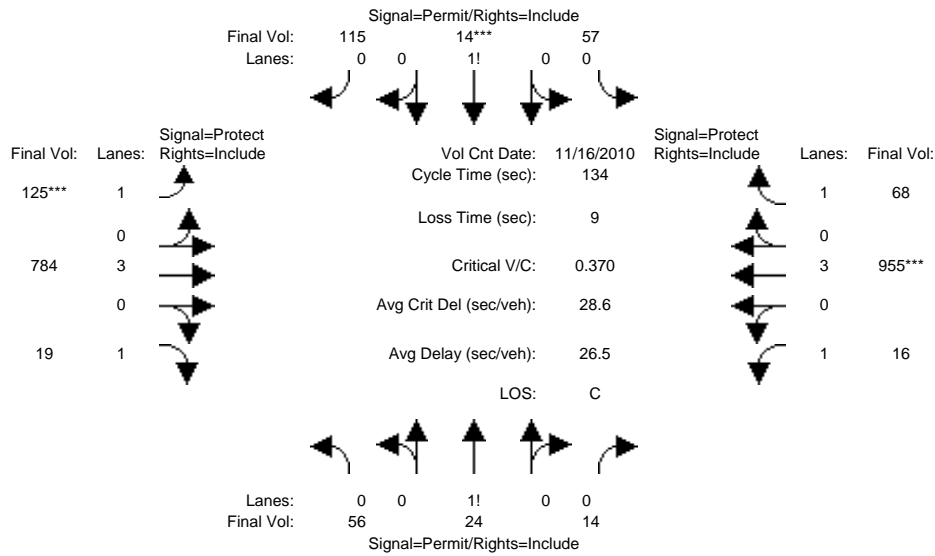 Signal=Permit/Rights=Include
Final Vol: 115 14*** 57
Lanes: 0 0 1! 0 0
Signal=Protect Signal=Protect
Final Vol: Lanes: Rights=Include Vol Cnt Date: 11/16/2010 Rights=Include Lanes: Final Vol:
Cycle Time (sec): 134
125*** 1 1 68
Loss Time (sec): 9
0 0
784 3 Critical V/C: 0.370 3 955***
0 Avg Crit Del (sec/veh): 28.6 0
19 1 Avg Delay (sec/veh): 26.5 1 16
LOS: C
Lanes: 0 0 1! 0 0
Final Vol: 56 24 14
Signal=Permit/Rights=Include